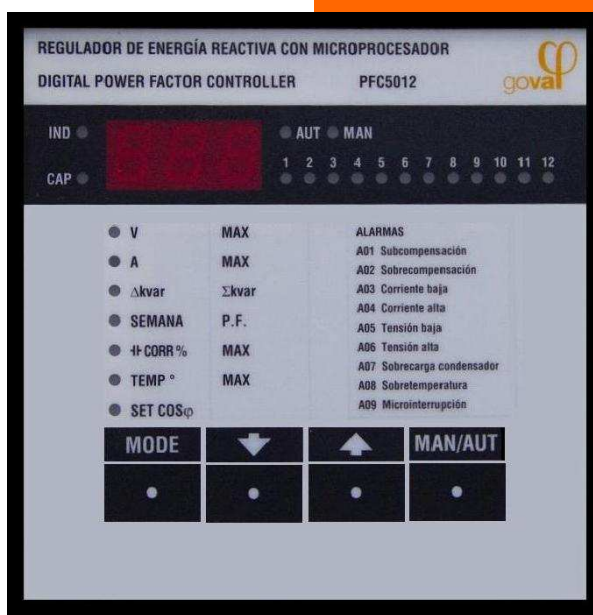 REGULADOR DE ENERGÍA REACTIVA CON MICROPROCESADOR
DIGITAL POWER FACTOR CONTROLLER PFC5012
goval
IND AUT MAN
1 2 3 4 5 6 7 8 9 10 11 12
CAP
V MAX
A MAX
Δkvar Σkvar
SEMANA P.F.
CORR% MAX
TEMP ° MAX
SET COSφ
ALARMAS
A01 Subcompensación
A02 Sobrecompensación
A03 Corriente baja
A04 Corriente alta
A05 Tensión baja
A06 Tensión alta
A07 Sobrecarga condensador
A08 Sobretemperatura
A09 Microinterrupción
MODE MAN/AUT